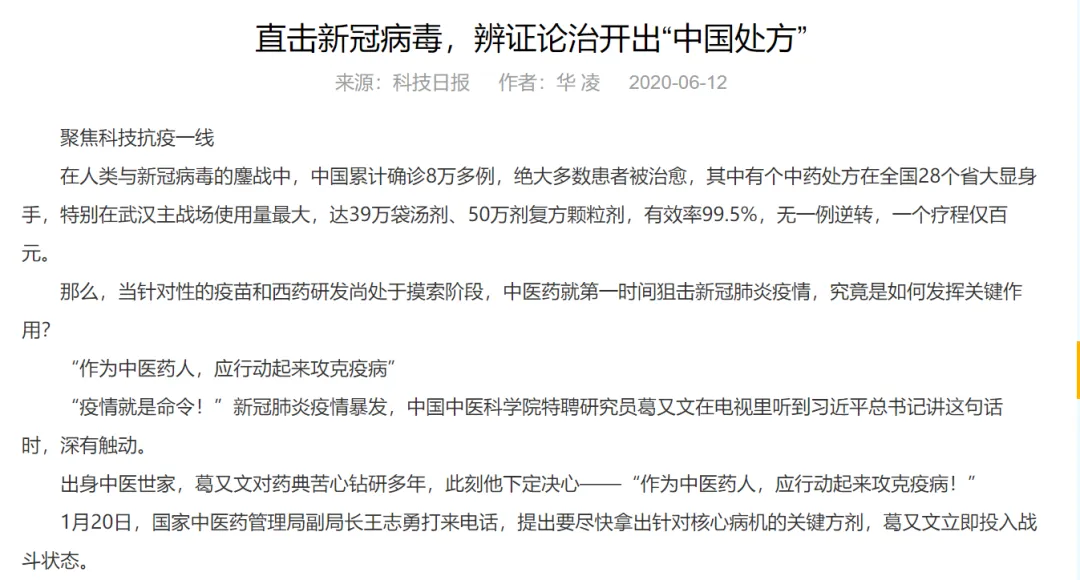 直击新冠病毒，辨证论治开出“中国处方”
来源：科技日报 作者：华 凌 2020-06-12
聚焦科技抗疫一线
在人类与新冠病毒的鏖战中，中国累计确诊8万多例，绝大多数患者被治愈，其中有个中药处方在全国28个省大显身
手，特别在武汉主战场使用量最大，达39万袋汤剂、50万剂复方颗粒剂，有效率99.5%，无一例逆转，一个疗程仅百
元。
那么，当针对性的疫苗和西药研发尚处于摸索阶段，中医药就第一时间狙击新冠肺炎疫情，究竟是如何发挥关键作
用？
“作为中医药人，应行动起来攻克疫病“
“疫情就是命令！”新冠肺炎疫情暴发，中国中医科学院特聘研究员葛又文在电视里听到习近平总书记讲这句话
时，深有触动。
出身中医世家，葛又文对药典苦心钻研多年，此刻他下定决心——“作为中医药人，应行动起来攻克疫病！”
1月20日，国家中医药管理局副局长王志勇打来电话，提出要尽快拿出针对核心病机的关键方剂，葛又文立即投入战
斗状态。